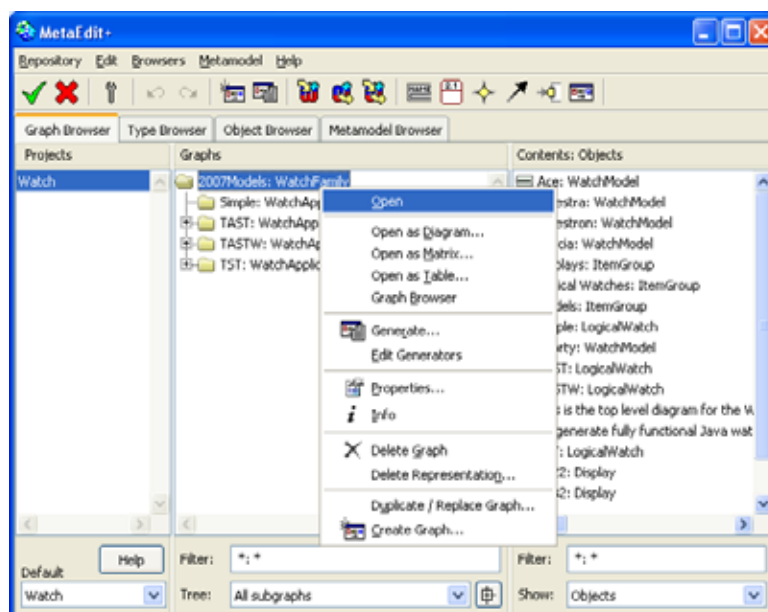 MetaEdit+
Repository Edit Browsers Metamodel Help
Graph Browser Type Browser Object Browser Metamodel Browser
Projects
Watch
Graphs
2007Models: WatchFamily
Simple: WatchApp
TAST: WatchApp
TASTW: WatchAp
TST: WatchApplic
Open
Open as Diagram...
Open as Matrix...
Open as Table...
Graph Browser
Generate...
Edit Generators
Properties...
Info
Delete Graph
Delete Representation...
Duplicate / Replace Graph...
Create Graph...
Contents: Objects
Ace: WatchModel
estra: WatchModel
estron: WatchModel
cia: WatchModel
plays: ItemGroup
ical Watches: ItemGroup
dels: ItemGroup
ple: LogicalWatch
rty: WatchModel
ST: LogicalWatch
STW: LogicalWatch
s is the top level diagram for the W
generate fully functional Java wat
: LogicalWatch
2: Display
2: Display
Default
Help
Watch
Filter: *: *
Tree: All subgraphs
Filter: *: *
Show: Objects